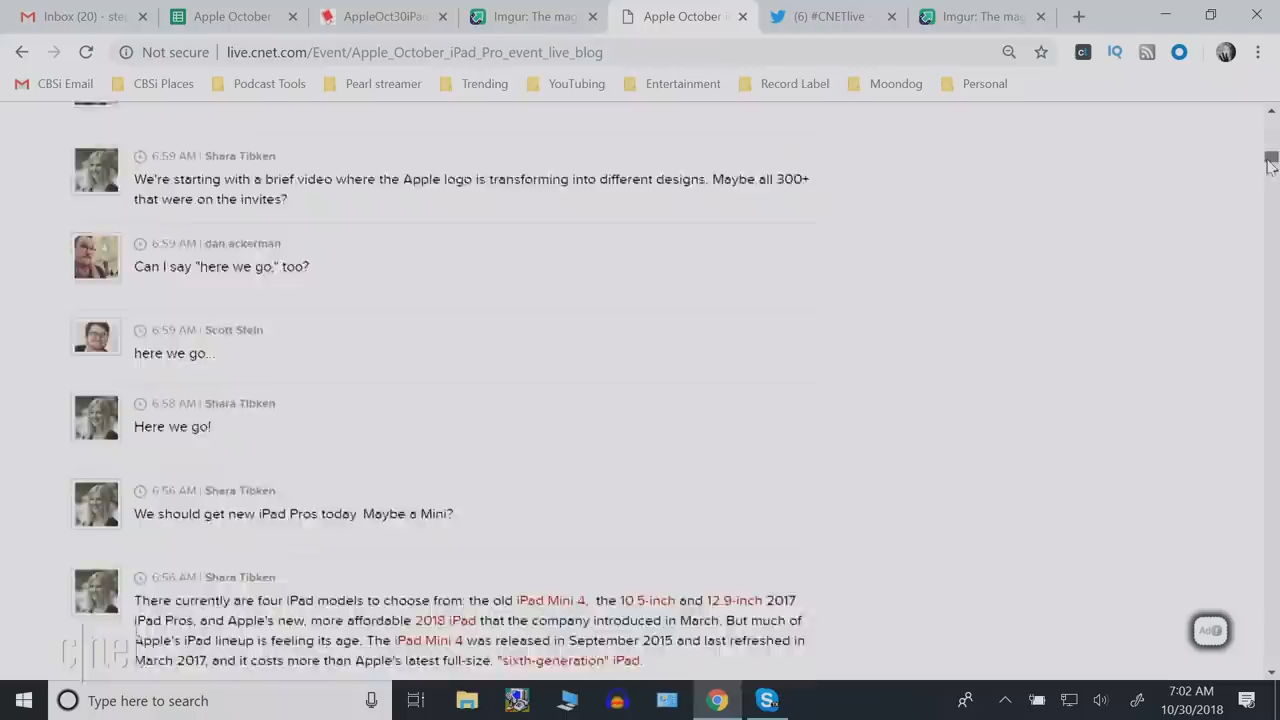 Inbox (20) - ste
Apple October
AppleOct30iPad
Imgur: The mag
Apple October i
(6) #CNETlive -
Imgur: The mag
Not secure | live.cnet.com/Event/Apple_October_iPad_Pro_event_live_blog
CBSi Email CBSi Places Podcast Tools Pearl streamer Trending YouTubing Entertainment Record Label Moondog Personal
6:59 AM | Shara Tibken
We're starting with a brief video where the Apple logo is transforming into different designs. Maybe all 300+
that were on the invites?
6:59 AM | dan ackerman
Can I say "here we go," too?
6:59 AM | Scott Stein
here we go...
6:58 AM | Shara Tibken
Here we go!
6:56 AM | Shara Tibken
We should get new iPad Pros today. Maybe a Mini?
6:56 AM | Shara Tibken
There currently are four iPad models to choose from: the old iPad Mini 4, the 10.5-inch and 12.9-inch 2017
iPad Pros, and Apple's new, more affordable 2018 iPad that the company introduced in March. But much of
Apple's iPad lineup is feeling its age. The iPad Mini 4 was released in September 2015 and last refreshed in
March 2017, and it costs more than Apple's latest full-size, "sixth-generation" iPad.
Ad
cnet
Type here to search
7:02 AM
10/30/2018